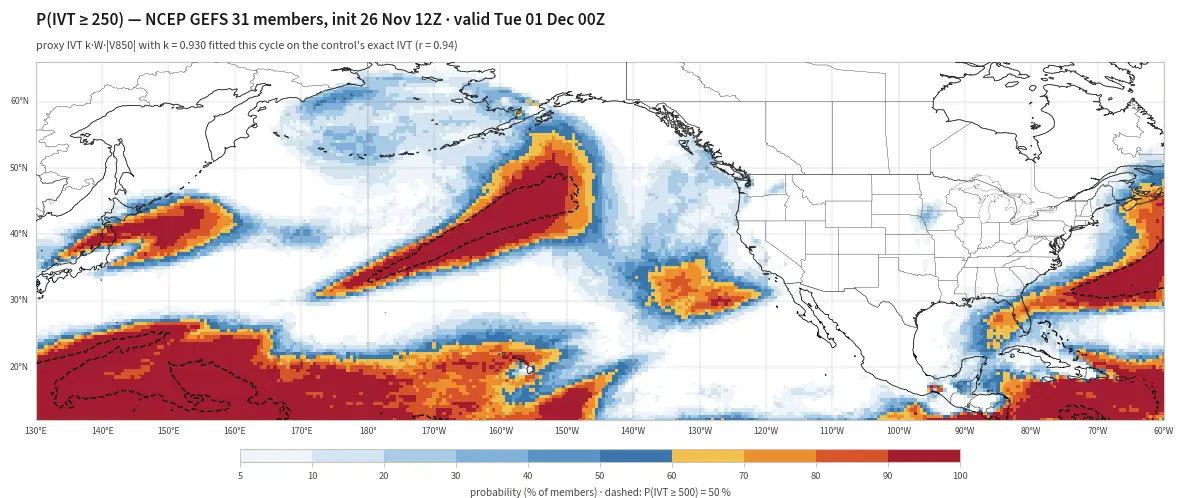 P(IVT ≥ 250) — NCEP GEFS 31 members, init 26 Nov 12Z · valid Tue 01 Dec 00Z
proxy IVT k·W·|V850| with k = 0.930 fitted this cycle on the control's exact IVT (r = 0.94)
60°N
50°N
40°N
30°N
20°N
130°E 140°E 150°E 160°E 170°E 180° 170°W 160°W 150°W 140°W 130°W 120°W 110°W 100°W 90°W 80°W 70°W 60°W
5 10 20 30 40 50 60 70 80 90 100
probability (% of members) · dashed: P(IVT ≥ 500) = 50 %